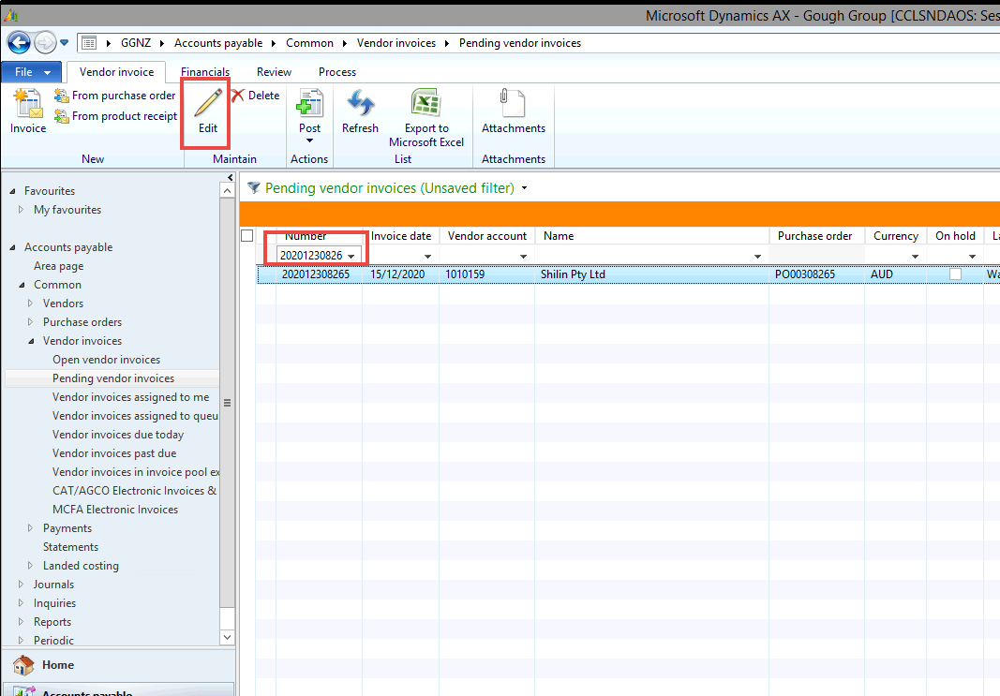 Microsoft Dynamics AX - Gough Group [CCLSNDAOS: Ses
GGNZ Accounts payable Common Vendor invoices Pending vendor invoices
File Vendor invoice Financials Review Process
Invoice
From purchase order
From product receipt
New
Edit
Delete
Maintain
Post
Actions
Refresh
Export to
Microsoft Excel
List
Attachments
Attachments
Favourites
My favourites
Accounts payable
Area page
Common
Vendors
Purchase orders
Vendor invoices
Open vendor invoices
Pending vendor invoices
Vendor invoices assigned to me
Vendor invoices assigned to queu
Vendor invoices due today
Vendor invoices past due
Vendor invoices in invoice pool ex
CAT/AGCO Electronic Invoices &
MCFA Electronic Invoices
Payments
Statements
Landed costing
Journals
Inquiries
Reports
Periodic
Home
Accounts payable
Pending vendor invoices (Unsaved filter)
Number Invoice date Vendor account Name Purchase order Currency On hold La
20201230826
202012308265 15/12/2020 1010159 Shilin Pty Ltd PO00308265 AUD Wa